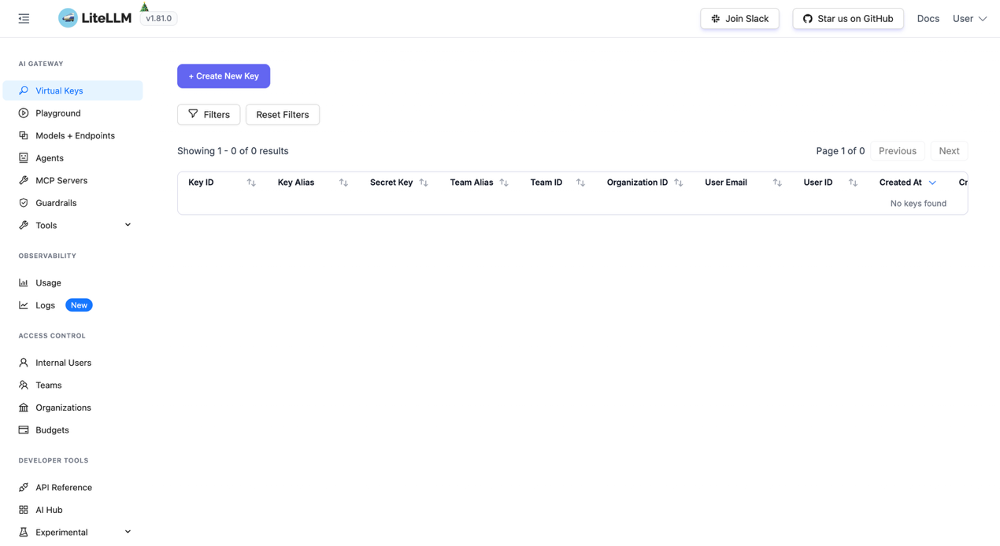 LiteLLM v1.81.0 Join Slack Star us on GitHub Docs User
AI GATEWAY
Virtual Keys
Playground
Models + Endpoints
Agents
MCP Servers
Guardrails
Tools
OBSERVABILITY
Usage
Logs New
ACCESS CONTROL
Internal Users
Teams
Organizations
Budgets
DEVELOPER TOOLS
API Reference
AI Hub
Experimental
+ Create New Key
Filters Reset Filters
Showing 1 - 0 of 0 results Page 1 of 0 Previous Next
Key ID Key Alias Secret Key Team Alias Team ID Organization ID User Email User ID Created At Cr
No keys found